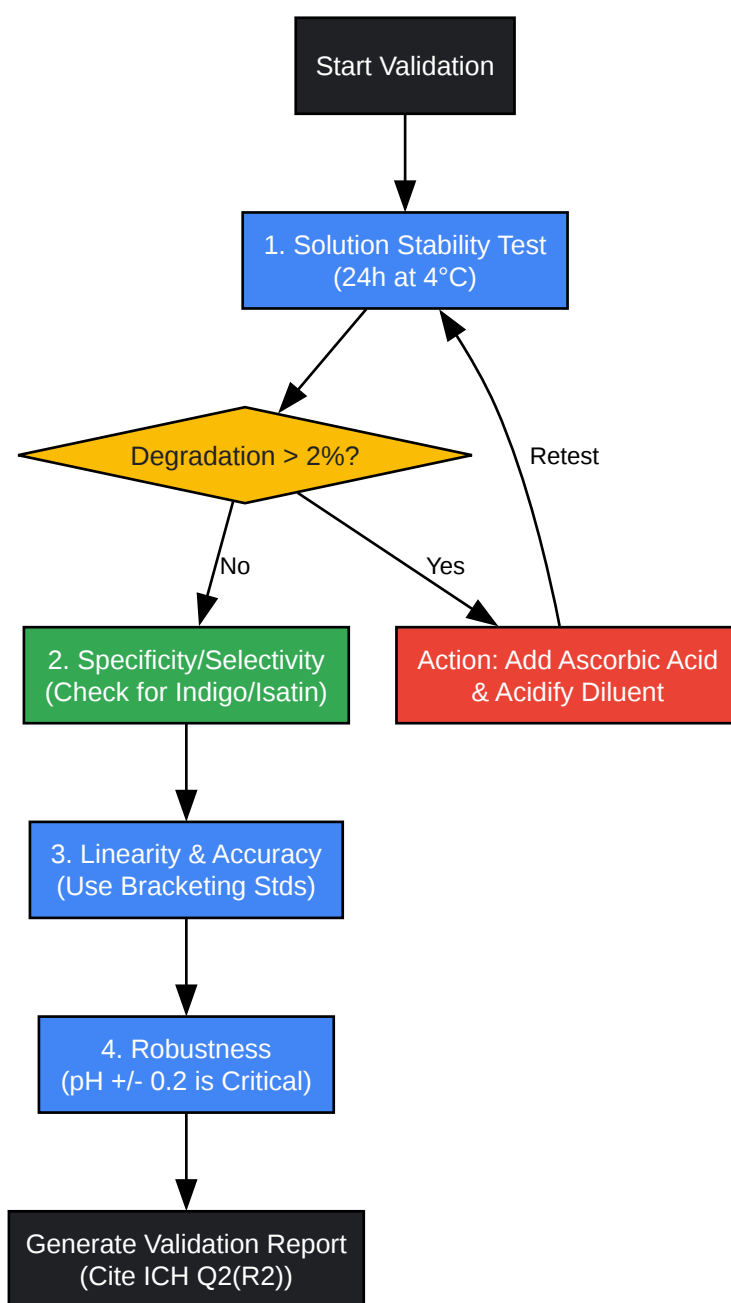 Start Validation
1. Solution Stability Test
(24h at 4°C)
Degradation > 2%?
Retest
No
Yes
2. Specificity/Selectivity
(Check for Indigo/Isatin)
Action: Add Ascorbic Acid
& Acidify Diluent
3. Linearity & Accuracy
(Use Bracketing Stds)
4. Robustness
(pH +/- 0.2 is Critical)
Generate Validation Report
(Cite ICH Q2(R2))